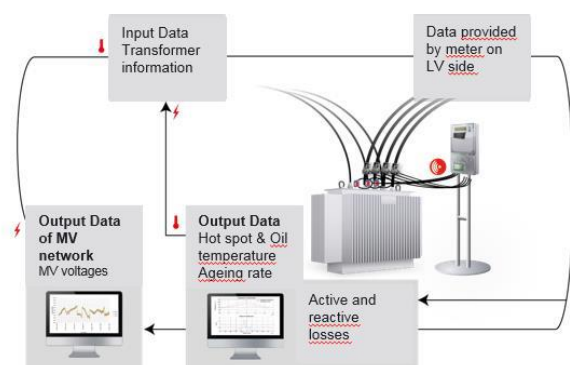 Input Data
Transformer
information
Data provided
by meter on
LV side
Output Data
of MV
network
MV voltages
Output Data
Hot spot & Oil
temperature
Ageing rate
Active and
reactive
losses